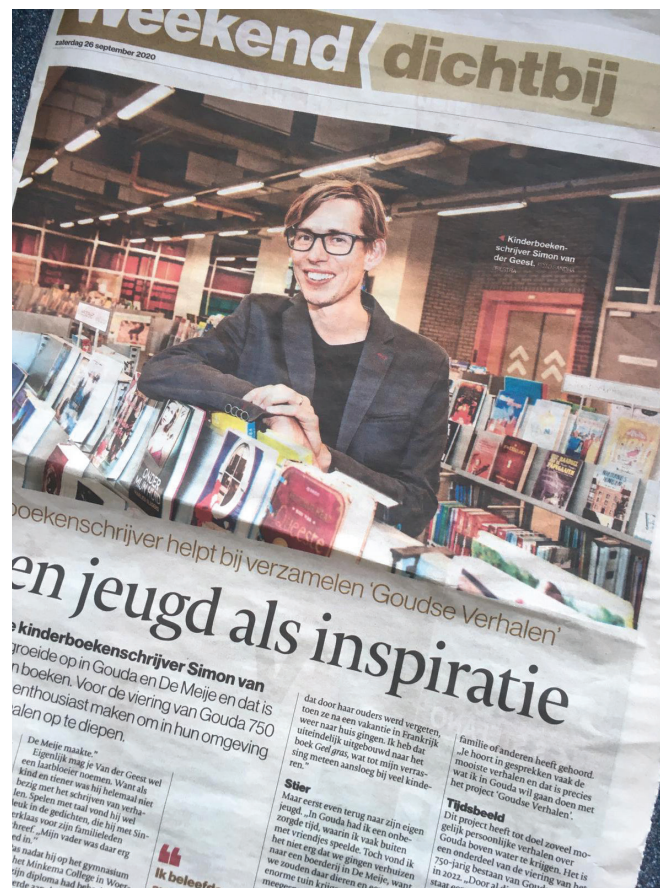 weekend dichtbij
zaterdag 26 september 2020
Kinderboeken-
schrijver Simon van
der Geest.
boekenschrijver helpt bij verzamelen ‘Goudse Verhalen’
en jeugd als inspiratie
e kinderboekenschrijver Simon van
groeide op in Gouda en De Meije en dat is
n boeken. Voor de viering van Gouda 750
enthousiast maken om in hun omgeving
alen op te diepen.
De Meije maakte.”
Eigenlijk mag je Van der Geest wel
een laatbloeier noemen. Want als
kind en tiener was hij helemaal niet
bezig met het schrijven van verha-
len. Spelen met taal vond hij wel
leuk in de gedichten, die hij met Sin-
erklaas voor zijn familieleden
hreef. „Mijn vader was daar erg
ed in.”
as nadat hij op het gymnasium
het Minkema College in Woer-
ijn diploma had be
Ik beleefde
dat door haar ouders werd vergeten,
toen ze na een vakantie in Frankrijk
weer naar huis gingen. Ik heb dat
uiteindelijk uitgebouwd naar het
boek Geel gras, wat tot mijn verras-
sing meteen aansloeg bij veel kinde-
ren.”
Stier
Maar eerst even terug naar zijn eigen
jeugd. „In Gouda had ik een onbe-
zorgde tijd, waarin ik vaak buiten
met vriendjes speelde. Toch vond ik
het niet erg dat we gingen verhuizen
naar een boerderij in De Meije, want
we zouden daar dieren en
enorme tuin krijg
familie of anderen heeft gehoord.
„Je hoort in gesprekken vaak de
mooiste verhalen en dat is precies
wat ik in Gouda wil gaan doen met
het project ‘Goudse Verhalen’.
Tijdsbeeld
Dit project heeft tot doel zoveel mo-
gelijk persoonlijke verhalen over
Gouda boven water te krijgen. Het is
een onderdeel van de viering van het
750-jarig bestaan van Gouda
in 2022. „Door al d